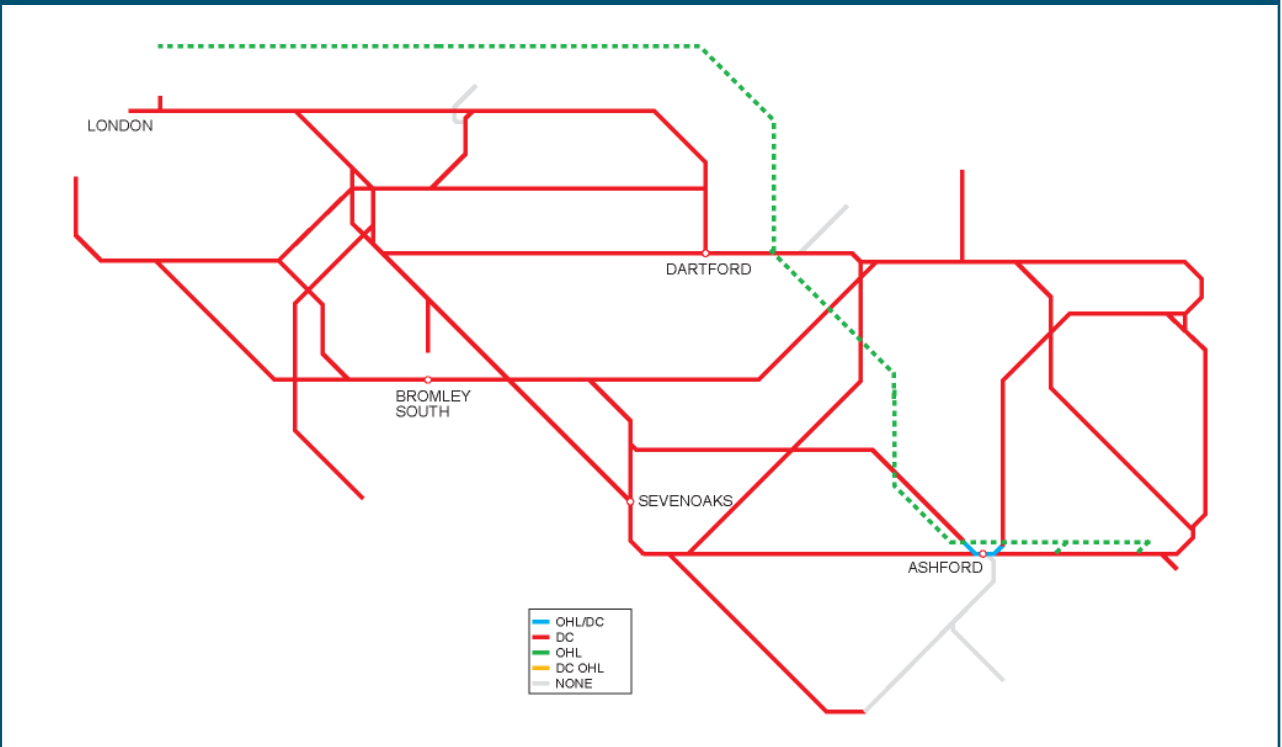 LONDON
DARTFORD
BROMLEY
SOUTH
SEVENOAKS
ASHFORD
OHL/DC
DC
OHL
DC OHL
NONE